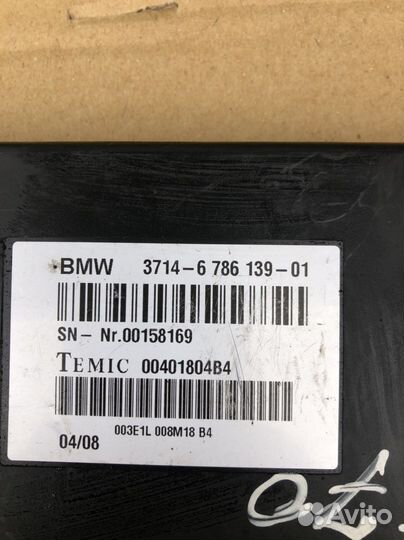 BMW 3714-6 786 139-01
SN- Nr.00158169
TEMIC 00401804B4
003E1L 008M18 B4
04/08
Avito